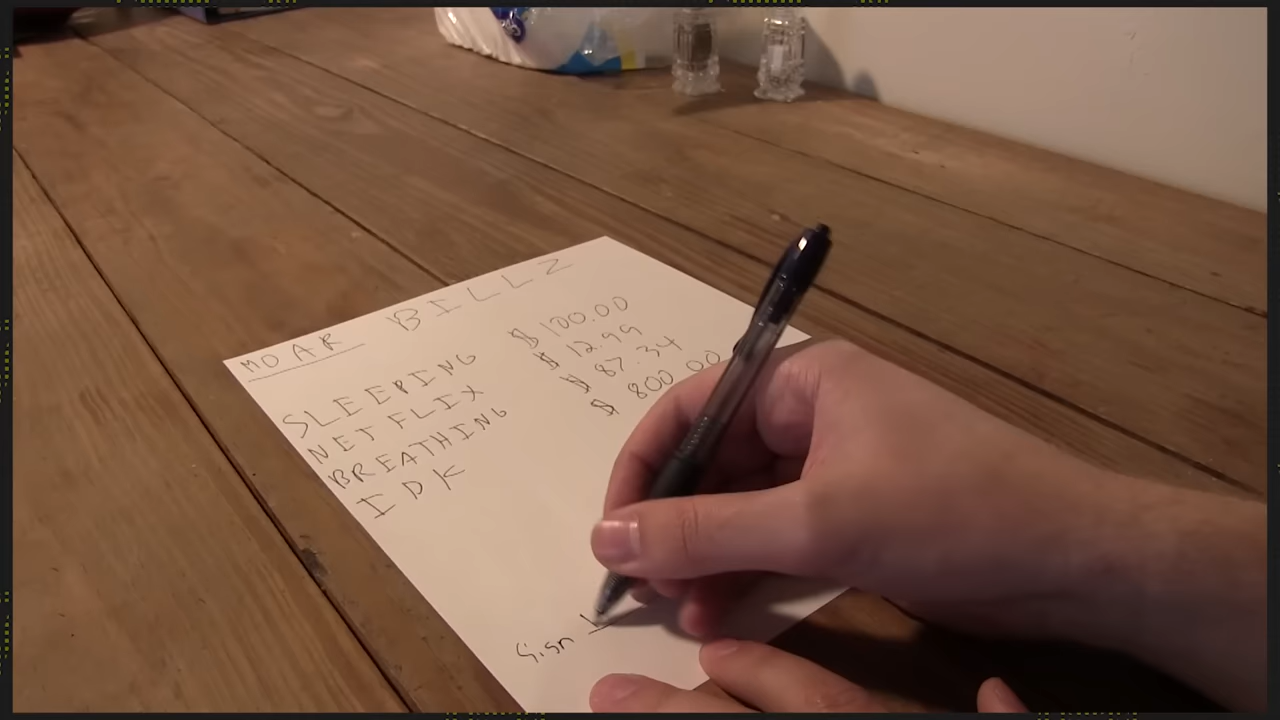 MOAR BILLZ
SLEEPING $100.00
NETFLIX $12.99
BREATHING $87.34
IDK $800.00
Sign